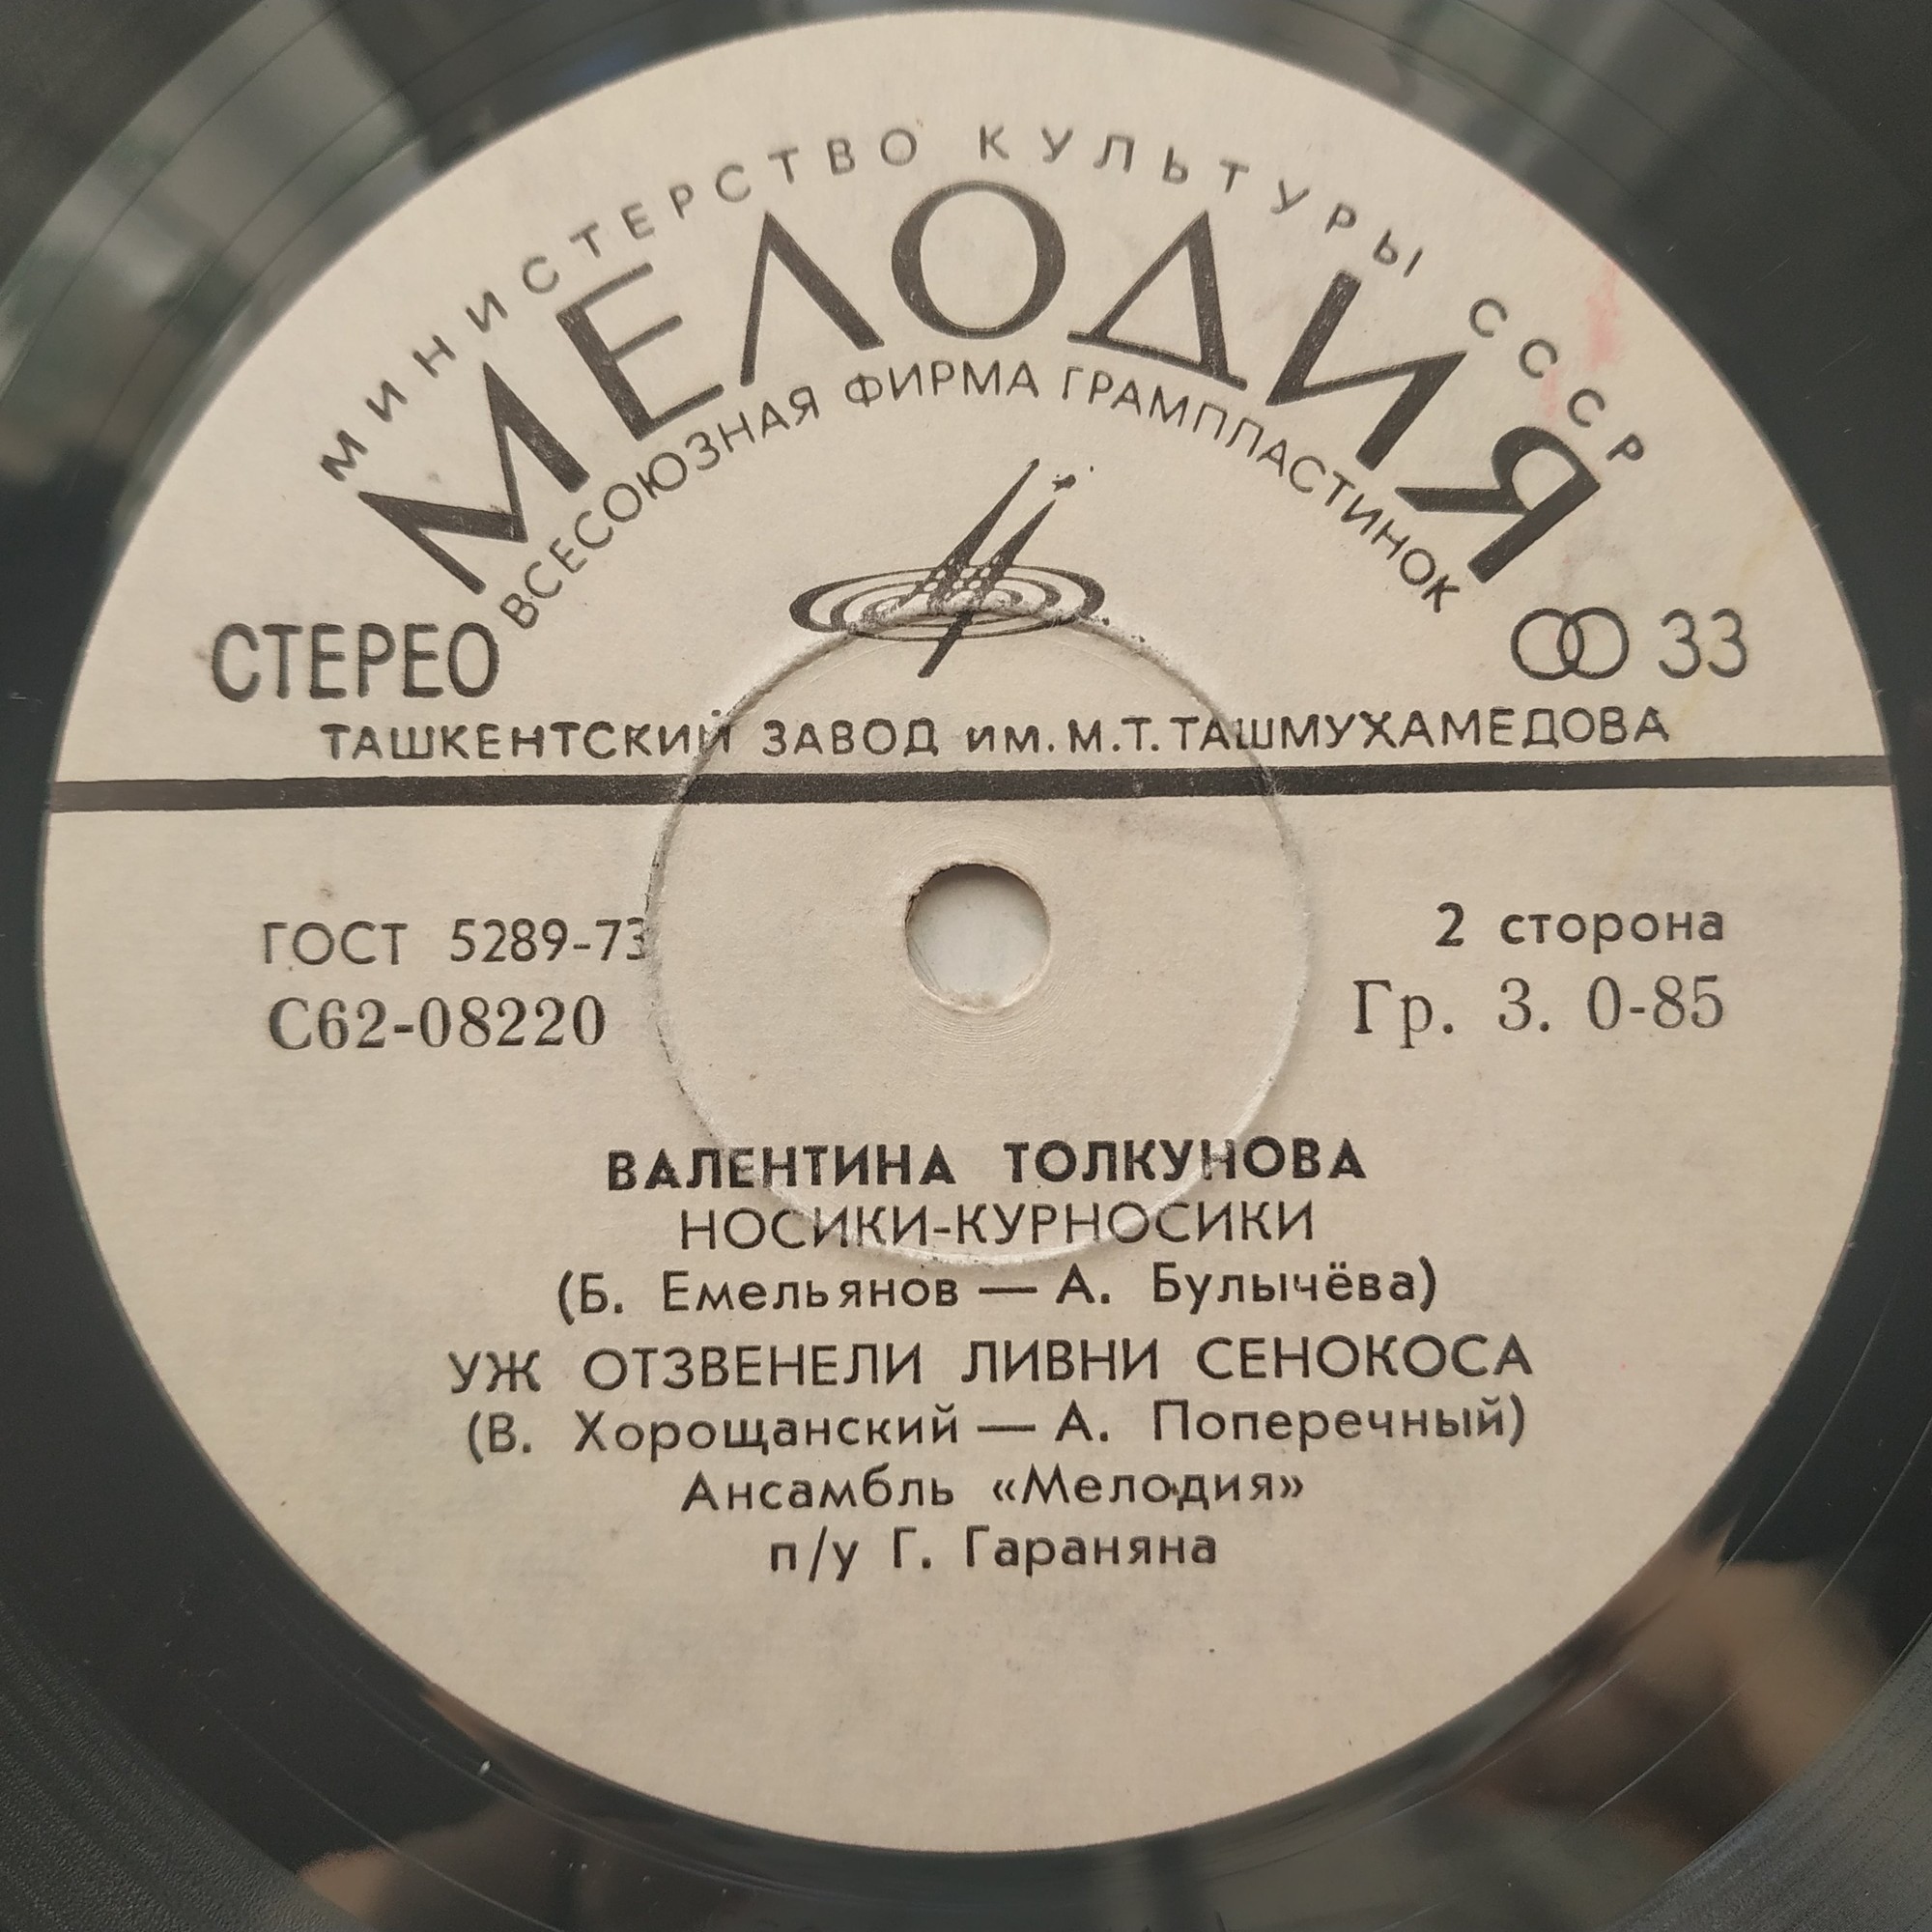 МИНИСТЕРСТВО КУЛЬТУРЫ СССР
МЕЛОДИЯ
ВСЕСОЮЗНАЯ ФИРМА ГРАМПЛАСТИНОК
СТЕРЕО 33
ТАШКЕНТСКИЙ ЗАВОД им. М.Т. ТАШМУХАМЕДОВА
ГОСТ 5289-73 2 сторона
С62-08220 Гр. 3. 0-85
ВАЛЕНТИНА ТОЛКУНОВА
НОСИКИ-КУРНОСИКИ
(Б. Емельянов — А. Булычёва)
УЖ ОТЗВЕНЕЛИ ЛИВНИ СЕНОКОСА
(В. Хорощанский — А. Поперечный)
Ансамбль «Мелодия»
п/у Г. Гараняна